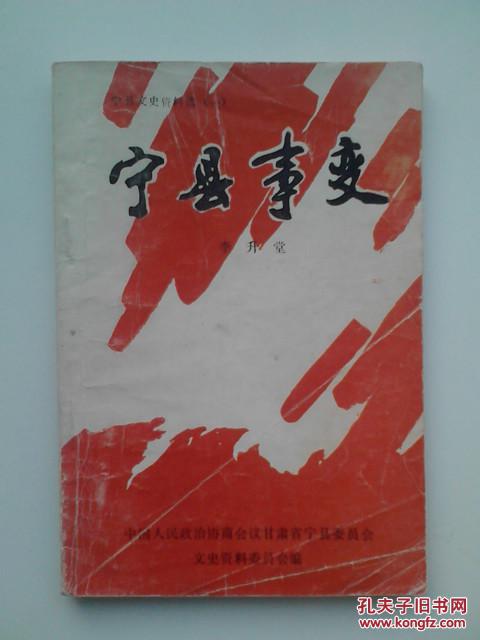 宁县文史资料选
宁县事变
李升堂
中国人民政治协商会议甘肃省宁县委员会
文史资料委员会编
孔夫子旧书网
www.kongfz.com